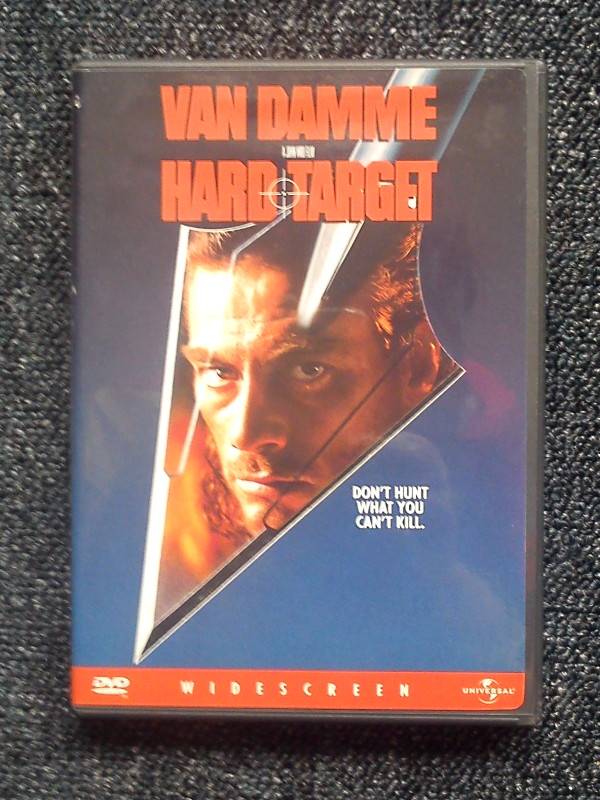 VAN DAMME
HARD TARGET
DON'T HUNT
WHAT YOU
CAN'T KILL.
DVD WIDESCREEN UNIVERSAL